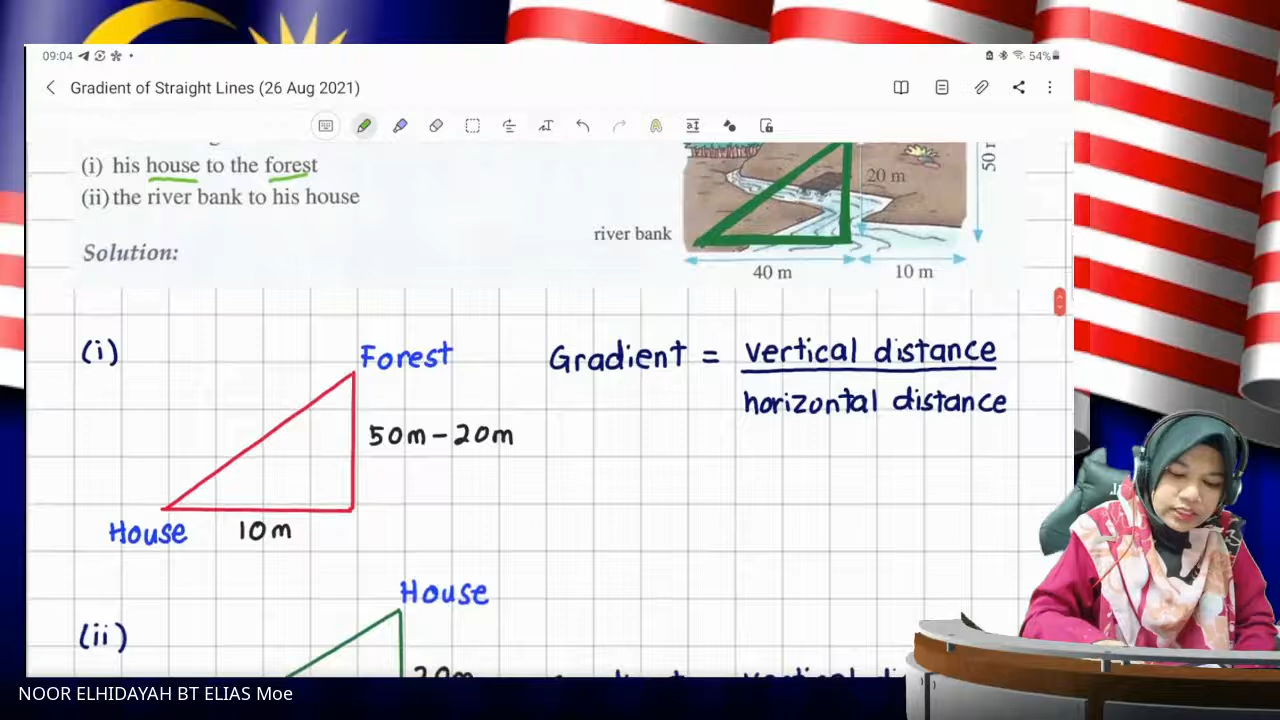 09:04 54%
Gradient of Straight Lines (26 Aug 2021)
(i) his house to the forest
(ii) the river bank to his house
Solution:
river bank
20 m
40 m
10 m
(i)
Forest
50m - 20m
House
10m
Gradient = vertical distance
horizontal distance
(ii)
House
20m
NOOR ELHIDAYAH BT ELIAS Moe